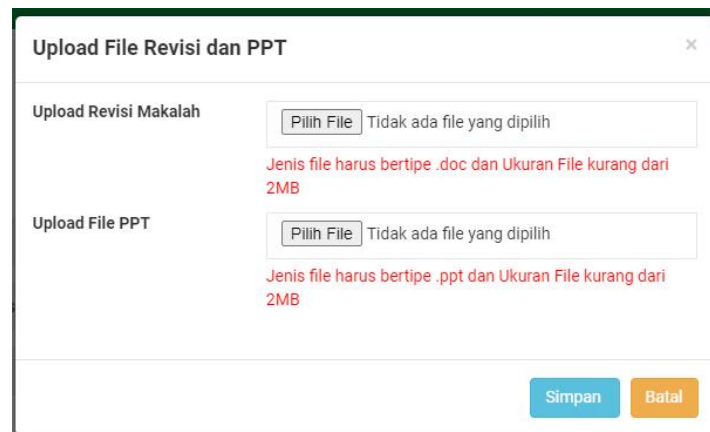 Upload File Revisi dan PPT
×
Upload Revisi Makalah
Pilih File Tidak ada file yang dipilih
Jenis file harus bertipe .doc dan Ukuran File kurang dari
2MB
Upload File PPT
Pilih File Tidak ada file yang dipilih
Jenis file harus bertipe .ppt dan Ukuran File kurang dari
2MB
Simpan Batal